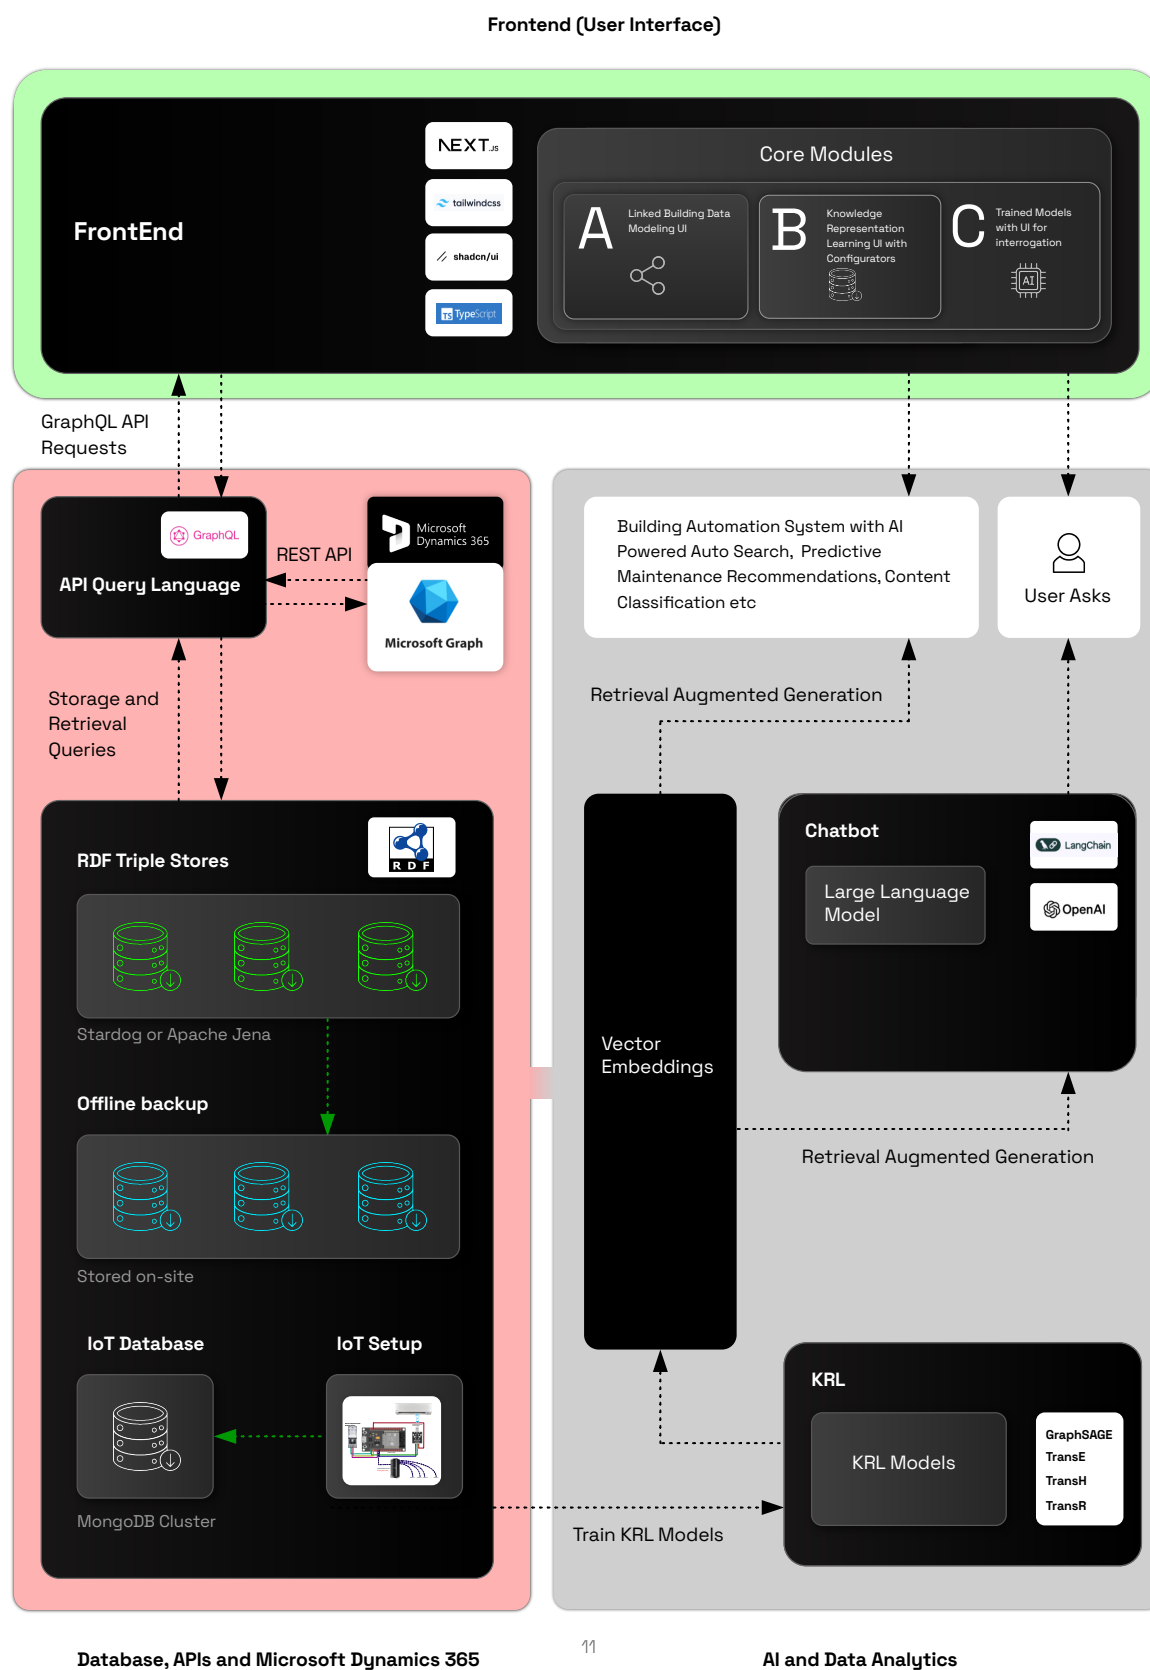 Frontend (User Interface)
FrontEnd
NEXT.JS
tailwindcss
shadcn/ui
TS TypeScript
Core Modules
A
Linked Building Data
Modeling UI
B
Knowledge
Representation
Learning UI with
Configurators
C
Trained Models
with UI for
interrogation
AI
GraphQL API
Requests
GraphQL
API Query Language
REST API
Microsoft
Dynamics 365
Microsoft Graph
Building Automation System with AI
Powered Auto Search, Predictive
Maintenance Recommendations, Content
Classification etc
User Asks
Storage and
Retrieval
Queries
Retrieval Augmented Generation
RDF Triple Stores
RDF
Stardog or Apache Jena
Offline backup
Stored on-site
IoT Database
IoT Setup
MongoDB Cluster
Vector
Embeddings
Chatbot
Large Language
Model
LangChain
OpenAI
Retrieval Augmented Generation
KRL
KRL Models
GraphSAGE
TransE
TransH
TransR
Train KRL Models
Database, APIs and Microsoft Dynamics 365
11
AI and Data Analytics